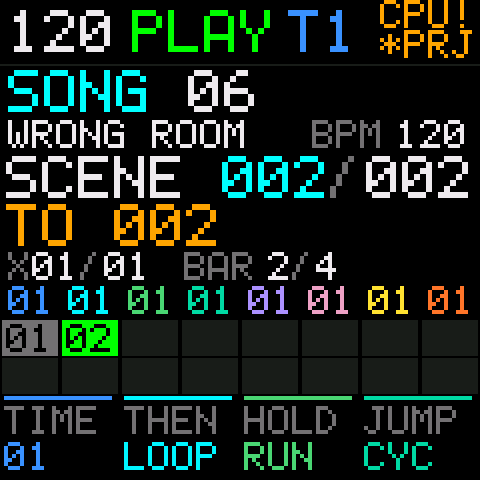 120 PLAY T1 CPU!
*PRJ
SONG 06
WRONG ROOM BPM 120
SCENE 002/002
TO 002
X01/01 BAR 2/4
01 01 01 01 01 01 01 01
01 02
TIME THEN HOLD JUMP
01 LOOP RUN CYC